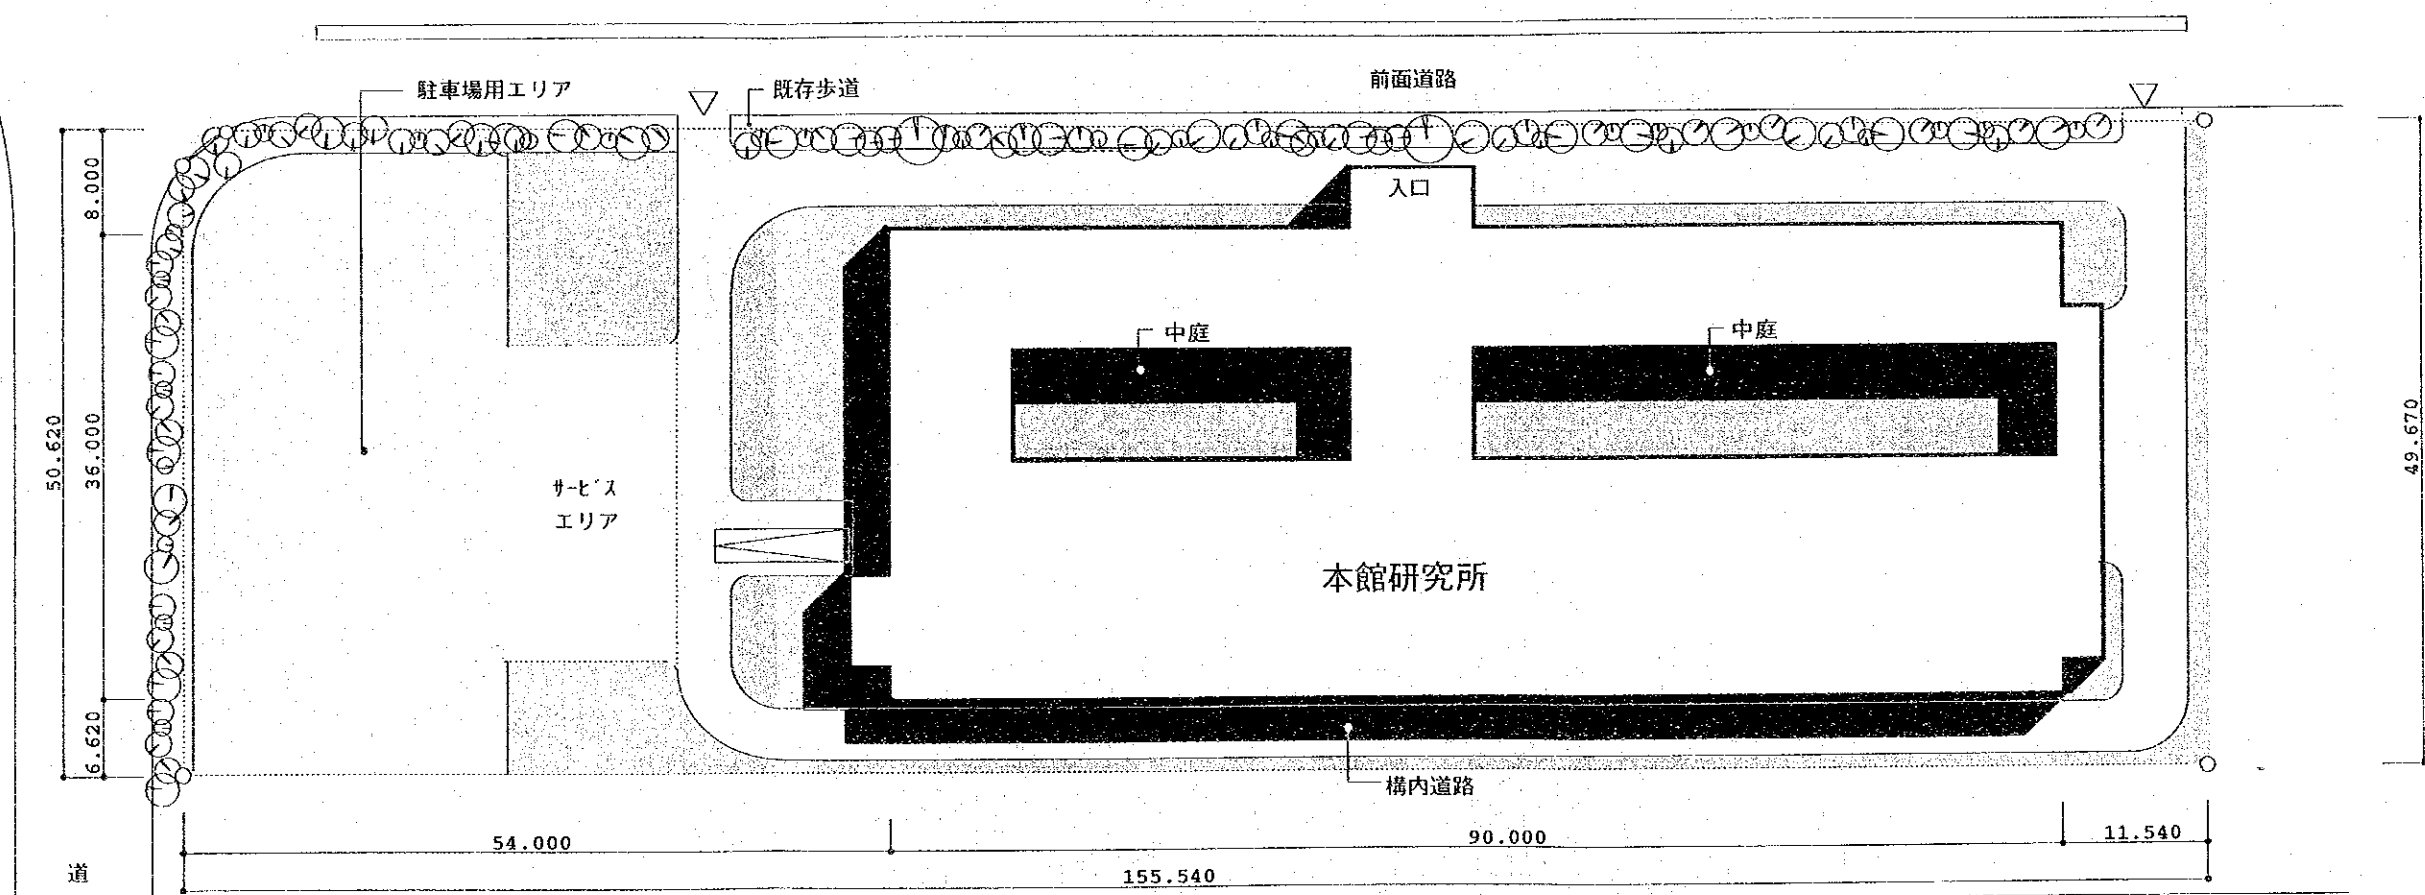 駐車場用エリア
既存歩道
前面道路
入口
中庭
中庭
8.000
50.620
36.000
49.670
サービス
エリア
本館研究所
6.620
構内道路
54.000
90.000
11.540
道
155.540